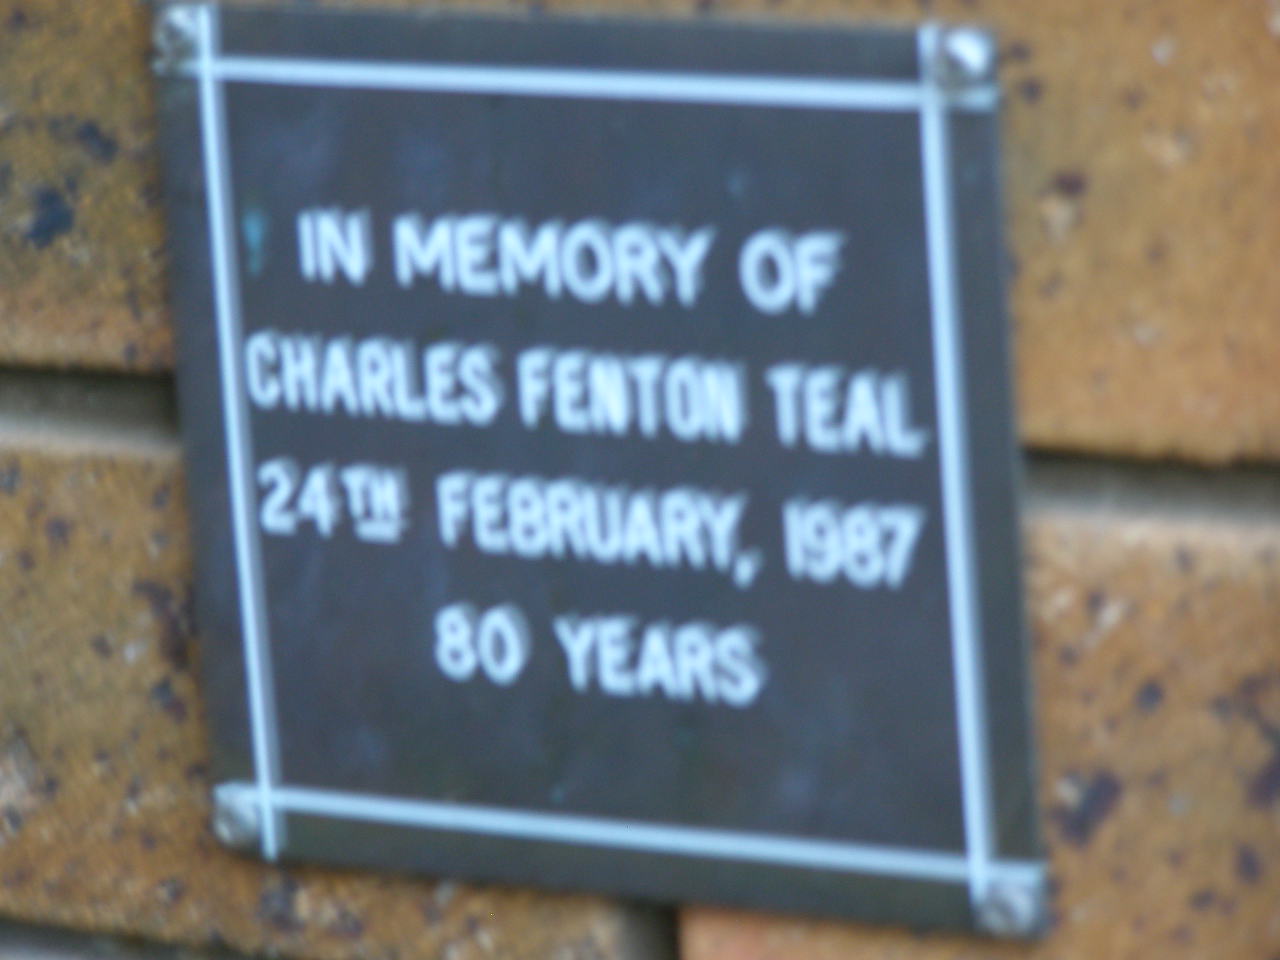 IN MEMORY OF
CHARLES FENTON TEAL
24TH FEBRUARY, 1987
80 YEARS